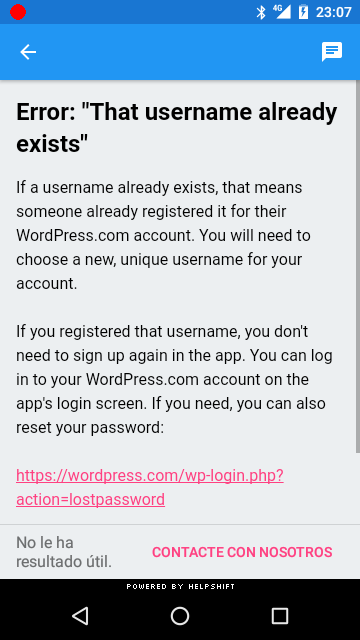 4G
23:07
Error: "That username already
exists"
If a username already exists, that means
someone already registered it for their
WordPress.com account. You will need to
choose a new, unique username for your
account.
If you registered that username, you don't
need to sign up again in the app. You can log
in to your WordPress.com account on the
app's login screen. If you need, you can also
reset your password:
https://wordpress.com/wp-login.php?
action=lostpassword
No le ha
resultado útil.
CONTACTE CON NOSOTROS
POWERED BY HELPSHIFT